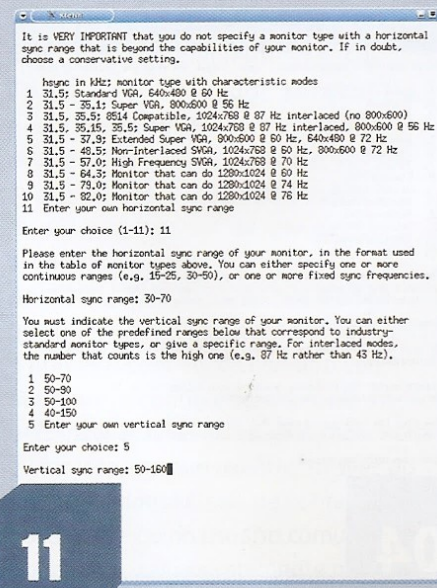 It is VERY IMPORTANT that you do not specify a monitor type with a horizontal
sync range that is beyond the capabilities of your monitor. If in doubt,
choose a conservative setting.
hsync in kHz; monitor type with characteristic modes
1 31.5; Standard VGA, 640x480 @ 60 Hz
2 31.5 - 35.1; Super VGA, 800x600 @ 56 Hz
3 31.5, 35.5; 8514 Compatible, 1024x768 @ 87 Hz interlaced (no 800x600)
4 31.5, 35.15, 35.5; Super VGA, 1024x768 @ 87 Hz interlaced, 800x600 @ 56 Hz
5 31.5 - 37.9; Extended Super VGA, 800x600 @ 60 Hz, 640x480 @ 72 Hz
6 31.5 - 48.5; Non-Interlaced SVGA, 1024x768 @ 60 Hz, 800x600 @ 72 Hz
7 31.5 - 57.0; High Frequency SVGA, 1024x768 @ 70 Hz
8 31.5 - 64.3; Monitor that can do 1280x1024 @ 60 Hz
9 31.5 - 79.0; Monitor that can do 1280x1024 @ 74 Hz
10 31.5 - 82.0; Monitor that can do 1280x1024 @ 76 Hz
11 Enter your own horizontal sync range
Enter your choice (1-11): 11
Please enter the horizontal sync range of your monitor, in the format used
in the table of monitor types above. You can either specify one or more
continuous ranges (e.g. 15-25, 30-50), or one or more fixed sync frequencies.
Horizontal sync range: 30-70
You must indicate the vertical sync range of your monitor. You can either
select one of the predefined ranges below that correspond to industry-
standard monitor types, or give a specific range. For interlaced modes,
the number that counts is the high one (e.g. 87 Hz rather than 43 Hz).
1 50-70
2 50-90
3 50-100
4 40-150
5 Enter your own vertical sync range
Enter your choice: 5
Vertical sync range: 50-160
11